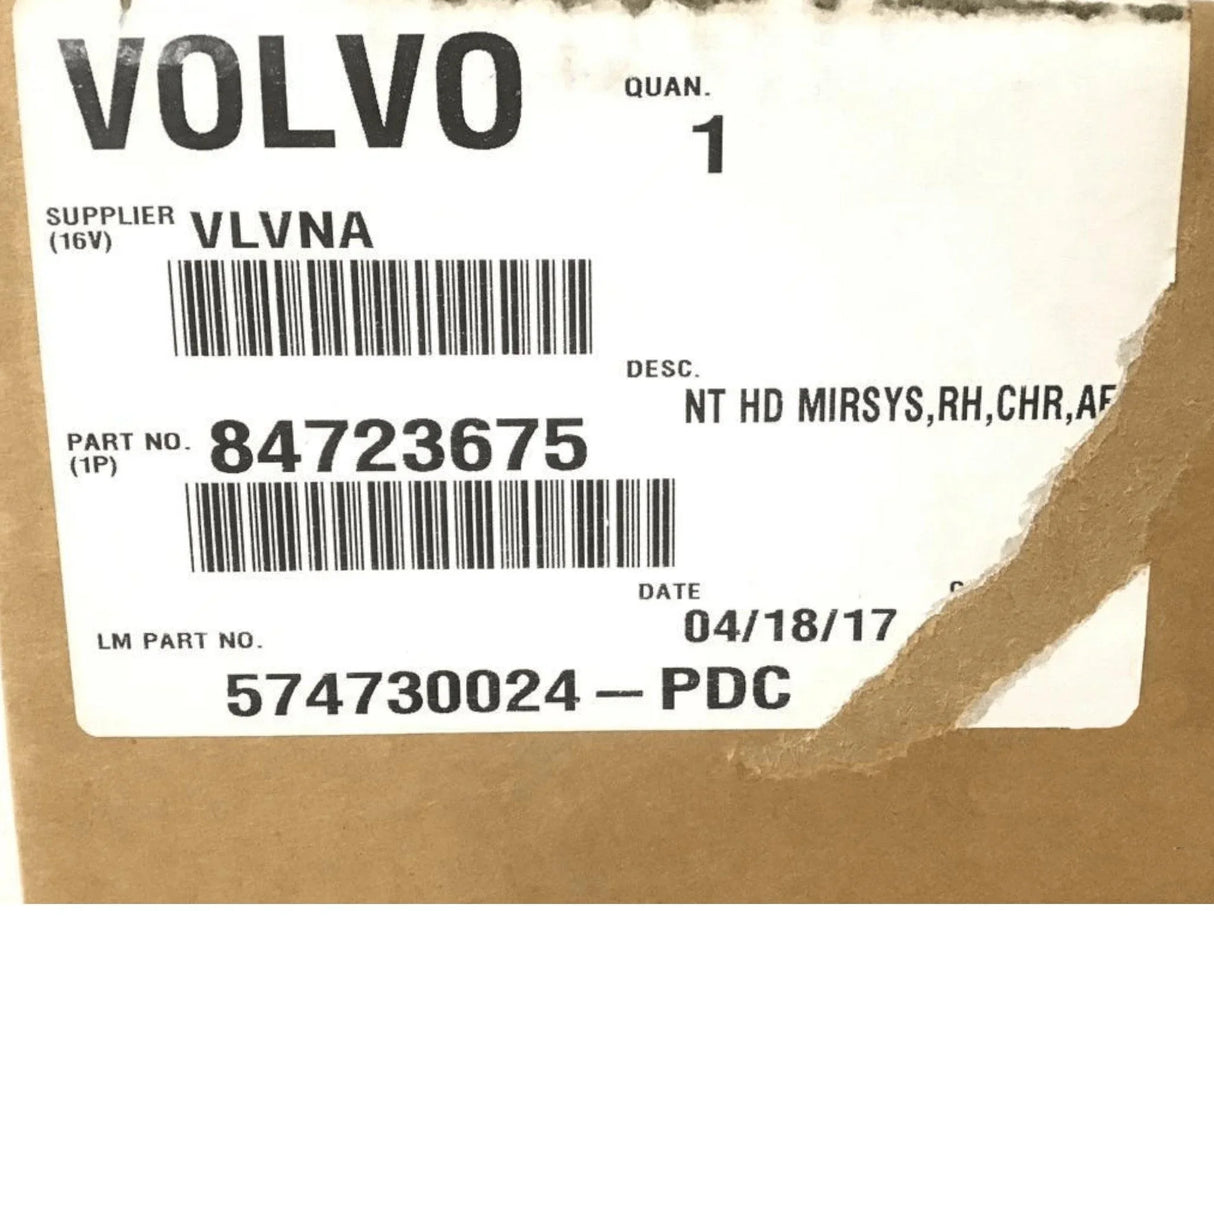 VOLVO
QUAN.
1
SUPPLIER
(16V)
VLVNA
DESC.
NT HD MIRSYS,RH,CHR,
PART NO.
(1P)
84723675
DATE
04/18/17
LM PART NO.
574730024-PDC